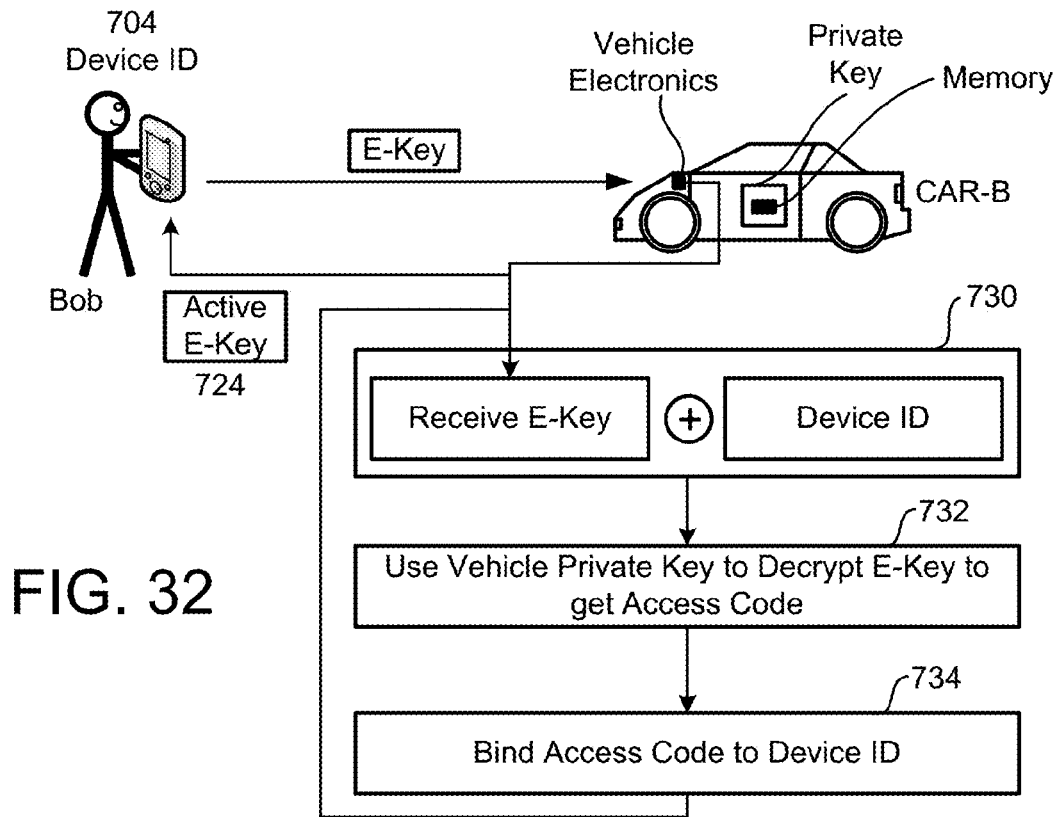 704
Device ID
Vehicle
Electronics
Private
Key
Memory
E-Key
CAR-B
Bob
Active
E-Key
724
730
Receive E-Key
+
Device ID
732
Use Vehicle Private Key to Decrypt E-Key to
get Access Code
734
Bind Access Code to Device ID
FIG. 32